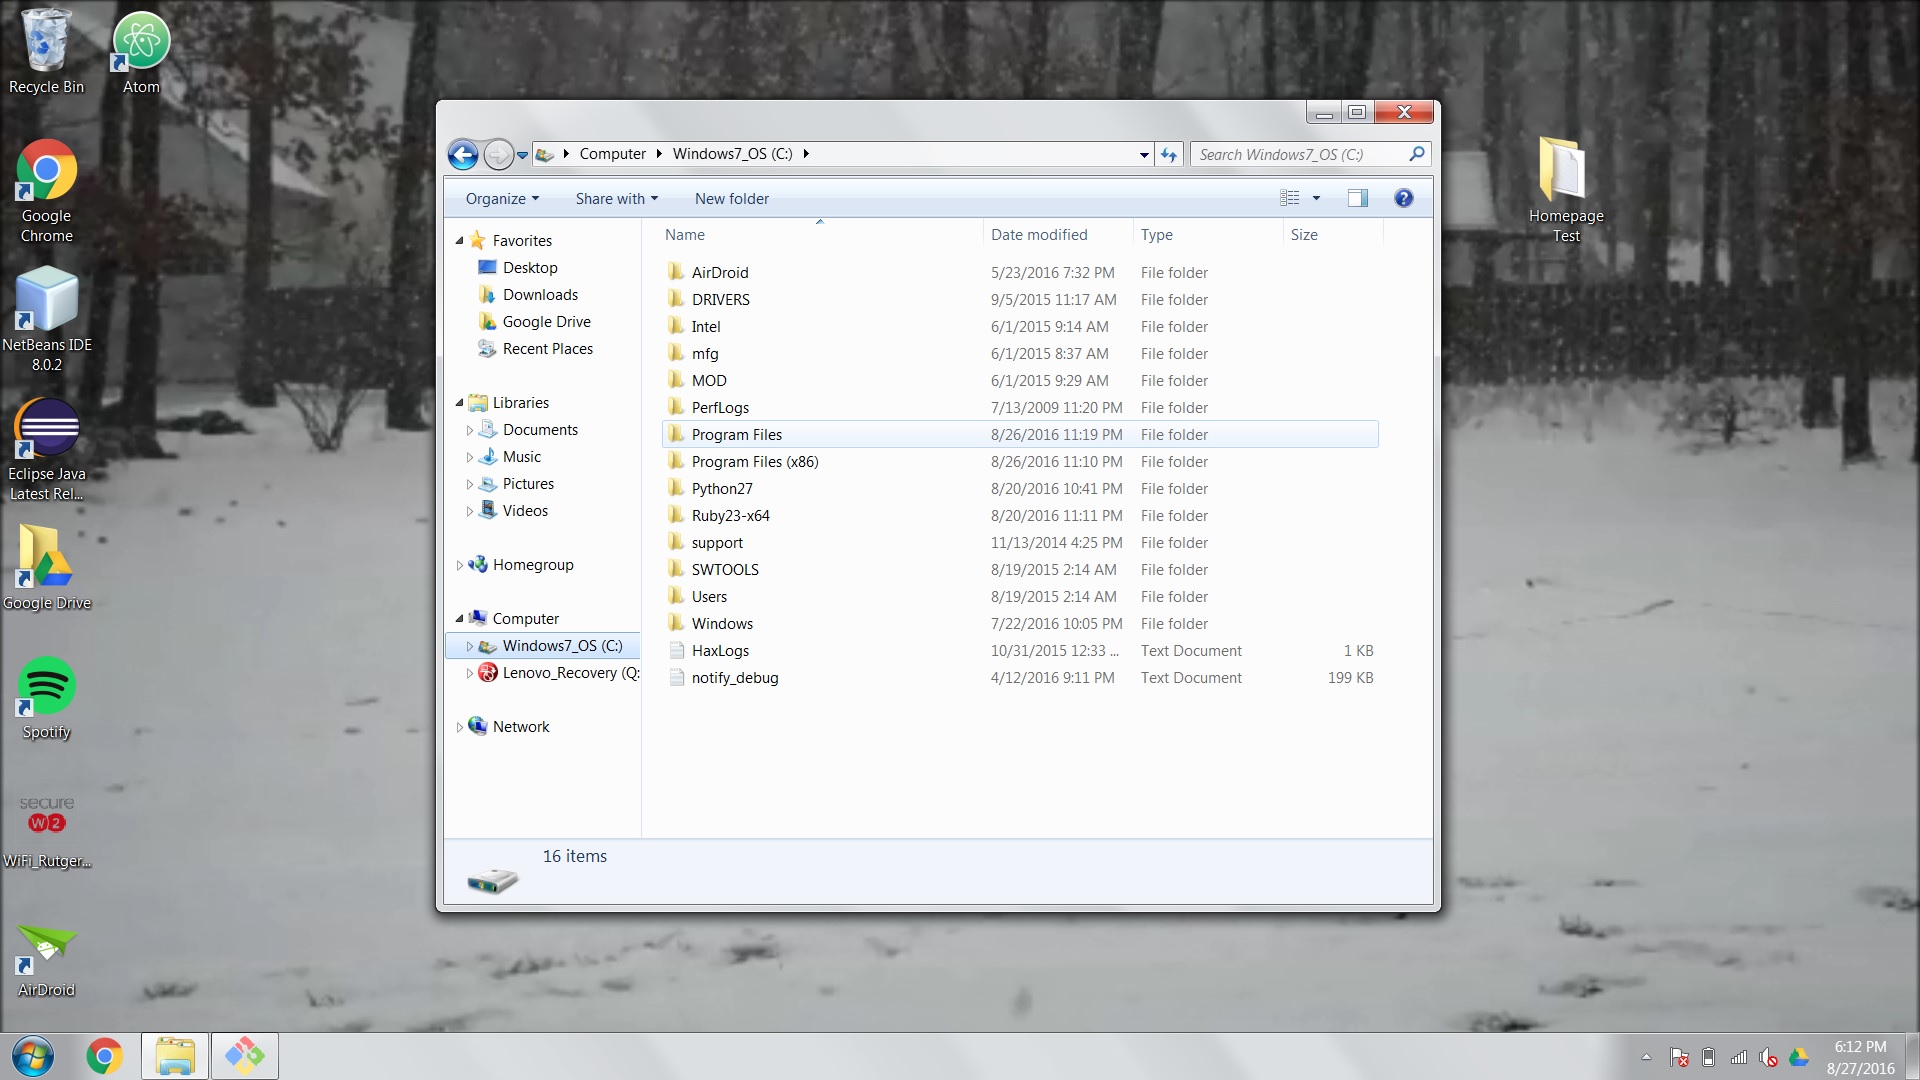 Recycle Bin
Atom
Google
Chrome
NetBeans IDE
8.0.2
Eclipse Java
Latest Rel...
Google Drive
Spotify
secure
W2
WiFi_Rutger...
AirDroid
Homepage
Test
Computer
Windows7_OS (C:)
Search Windows7_OS (C:)
Organize
Share with
New folder
?
Favorites
Desktop
Downloads
Google Drive
Recent Places
Libraries
Documents
Music
Pictures
Videos
Homegroup
Computer
Windows7_OS (C:)
Lenovo_Recovery (Q:
Network
Name Date modified Type Size
AirDroid 5/23/2016 7:32 PM File folder
DRIVERS 9/5/2015 11:17 AM File folder
Intel 6/1/2015 9:14 AM File folder
mfg 6/1/2015 8:37 AM File folder
MOD 6/1/2015 9:29 AM File folder
PerfLogs 7/13/2009 11:20 PM File folder
Program Files 8/26/2016 11:19 PM File folder
Program Files (x86) 8/26/2016 11:10 PM File folder
Python27 8/20/2016 10:41 PM File folder
Ruby23-x64 8/20/2016 11:11 PM File folder
support 11/13/2014 4:25 PM File folder
SWTOOLS 8/19/2015 2:14 AM File folder
Users 8/19/2015 2:14 AM File folder
Windows 7/22/2016 10:05 PM File folder
HaxLogs 10/31/2015 12:33 ... Text Document 1 KB
notify_debug 4/12/2016 9:11 PM Text Document 199 KB
16 items
6:12 PM
8/27/2016